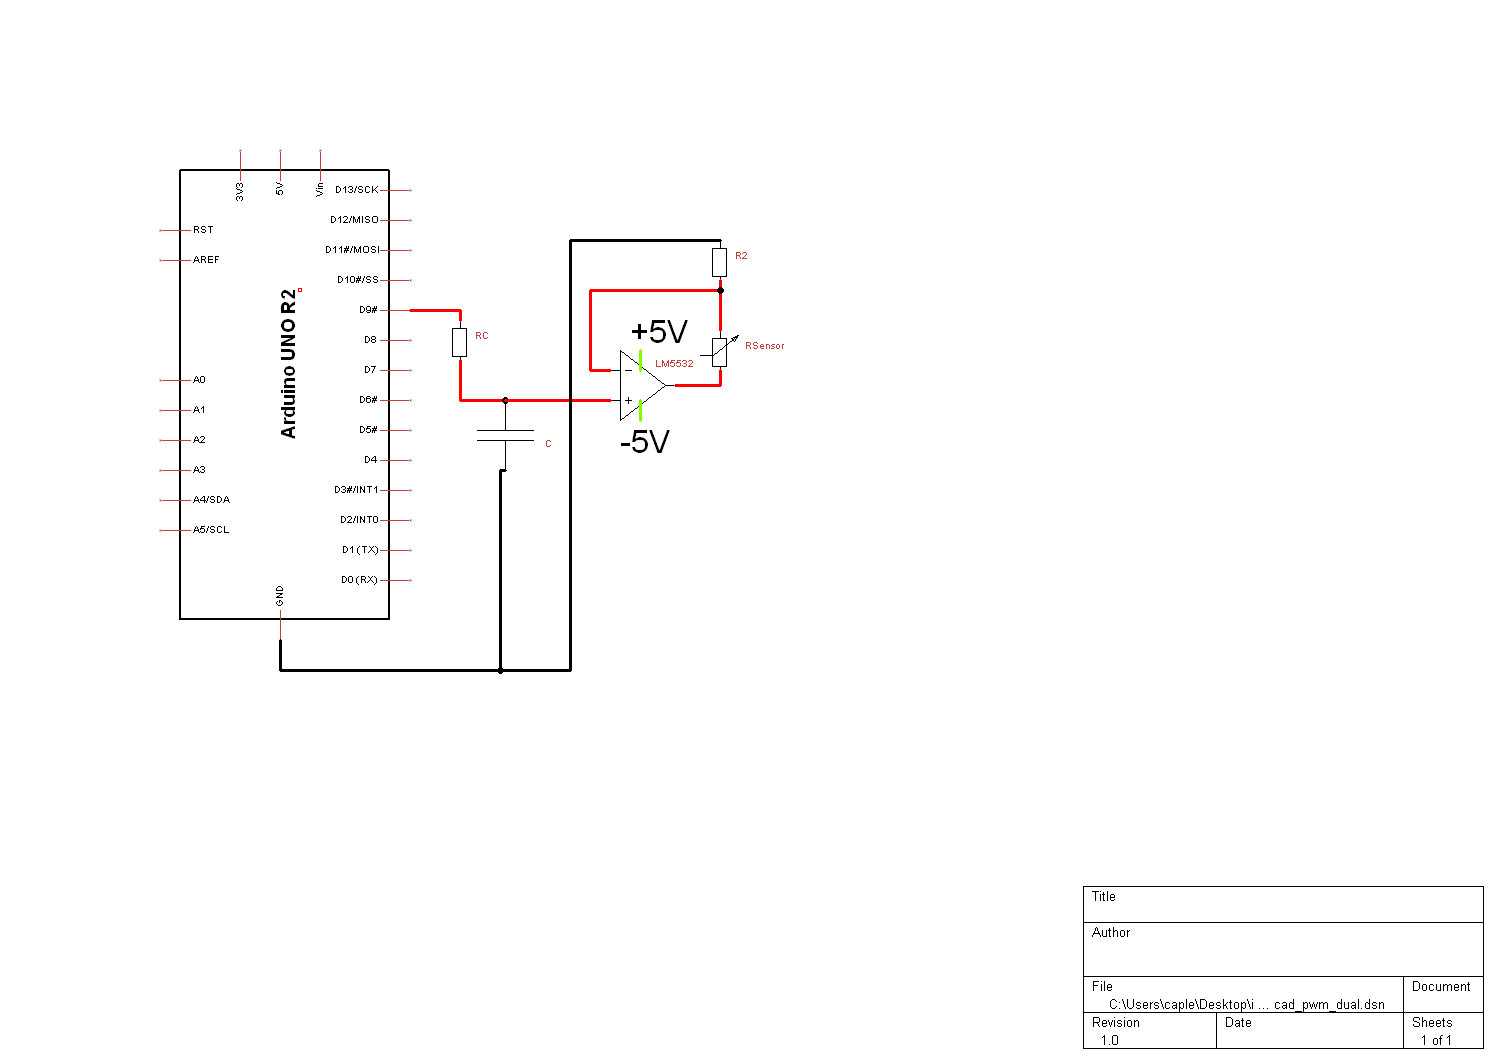 3V3
5V
Vin
RST
AREF
A0
A1
A2
A3
A4/SDA
A5/SCL
Arduino UNO R2
D13/SCK
D12/MISO
D11#/MOSI
D10#/SS
D9#
D8
D7
D6#
D5#
D4
D3#/INT1
D2/INT0
D1(TX)
D0(RX)
GND
RC
C
R2
+5V
LM5532
RSensor
-
+
-5V
Title
Author
File
Document
C:\Users\caple\Desktop\i ... cad_pwm_dual.dsn
Revision
Date
Sheets
1.0
1 of 1